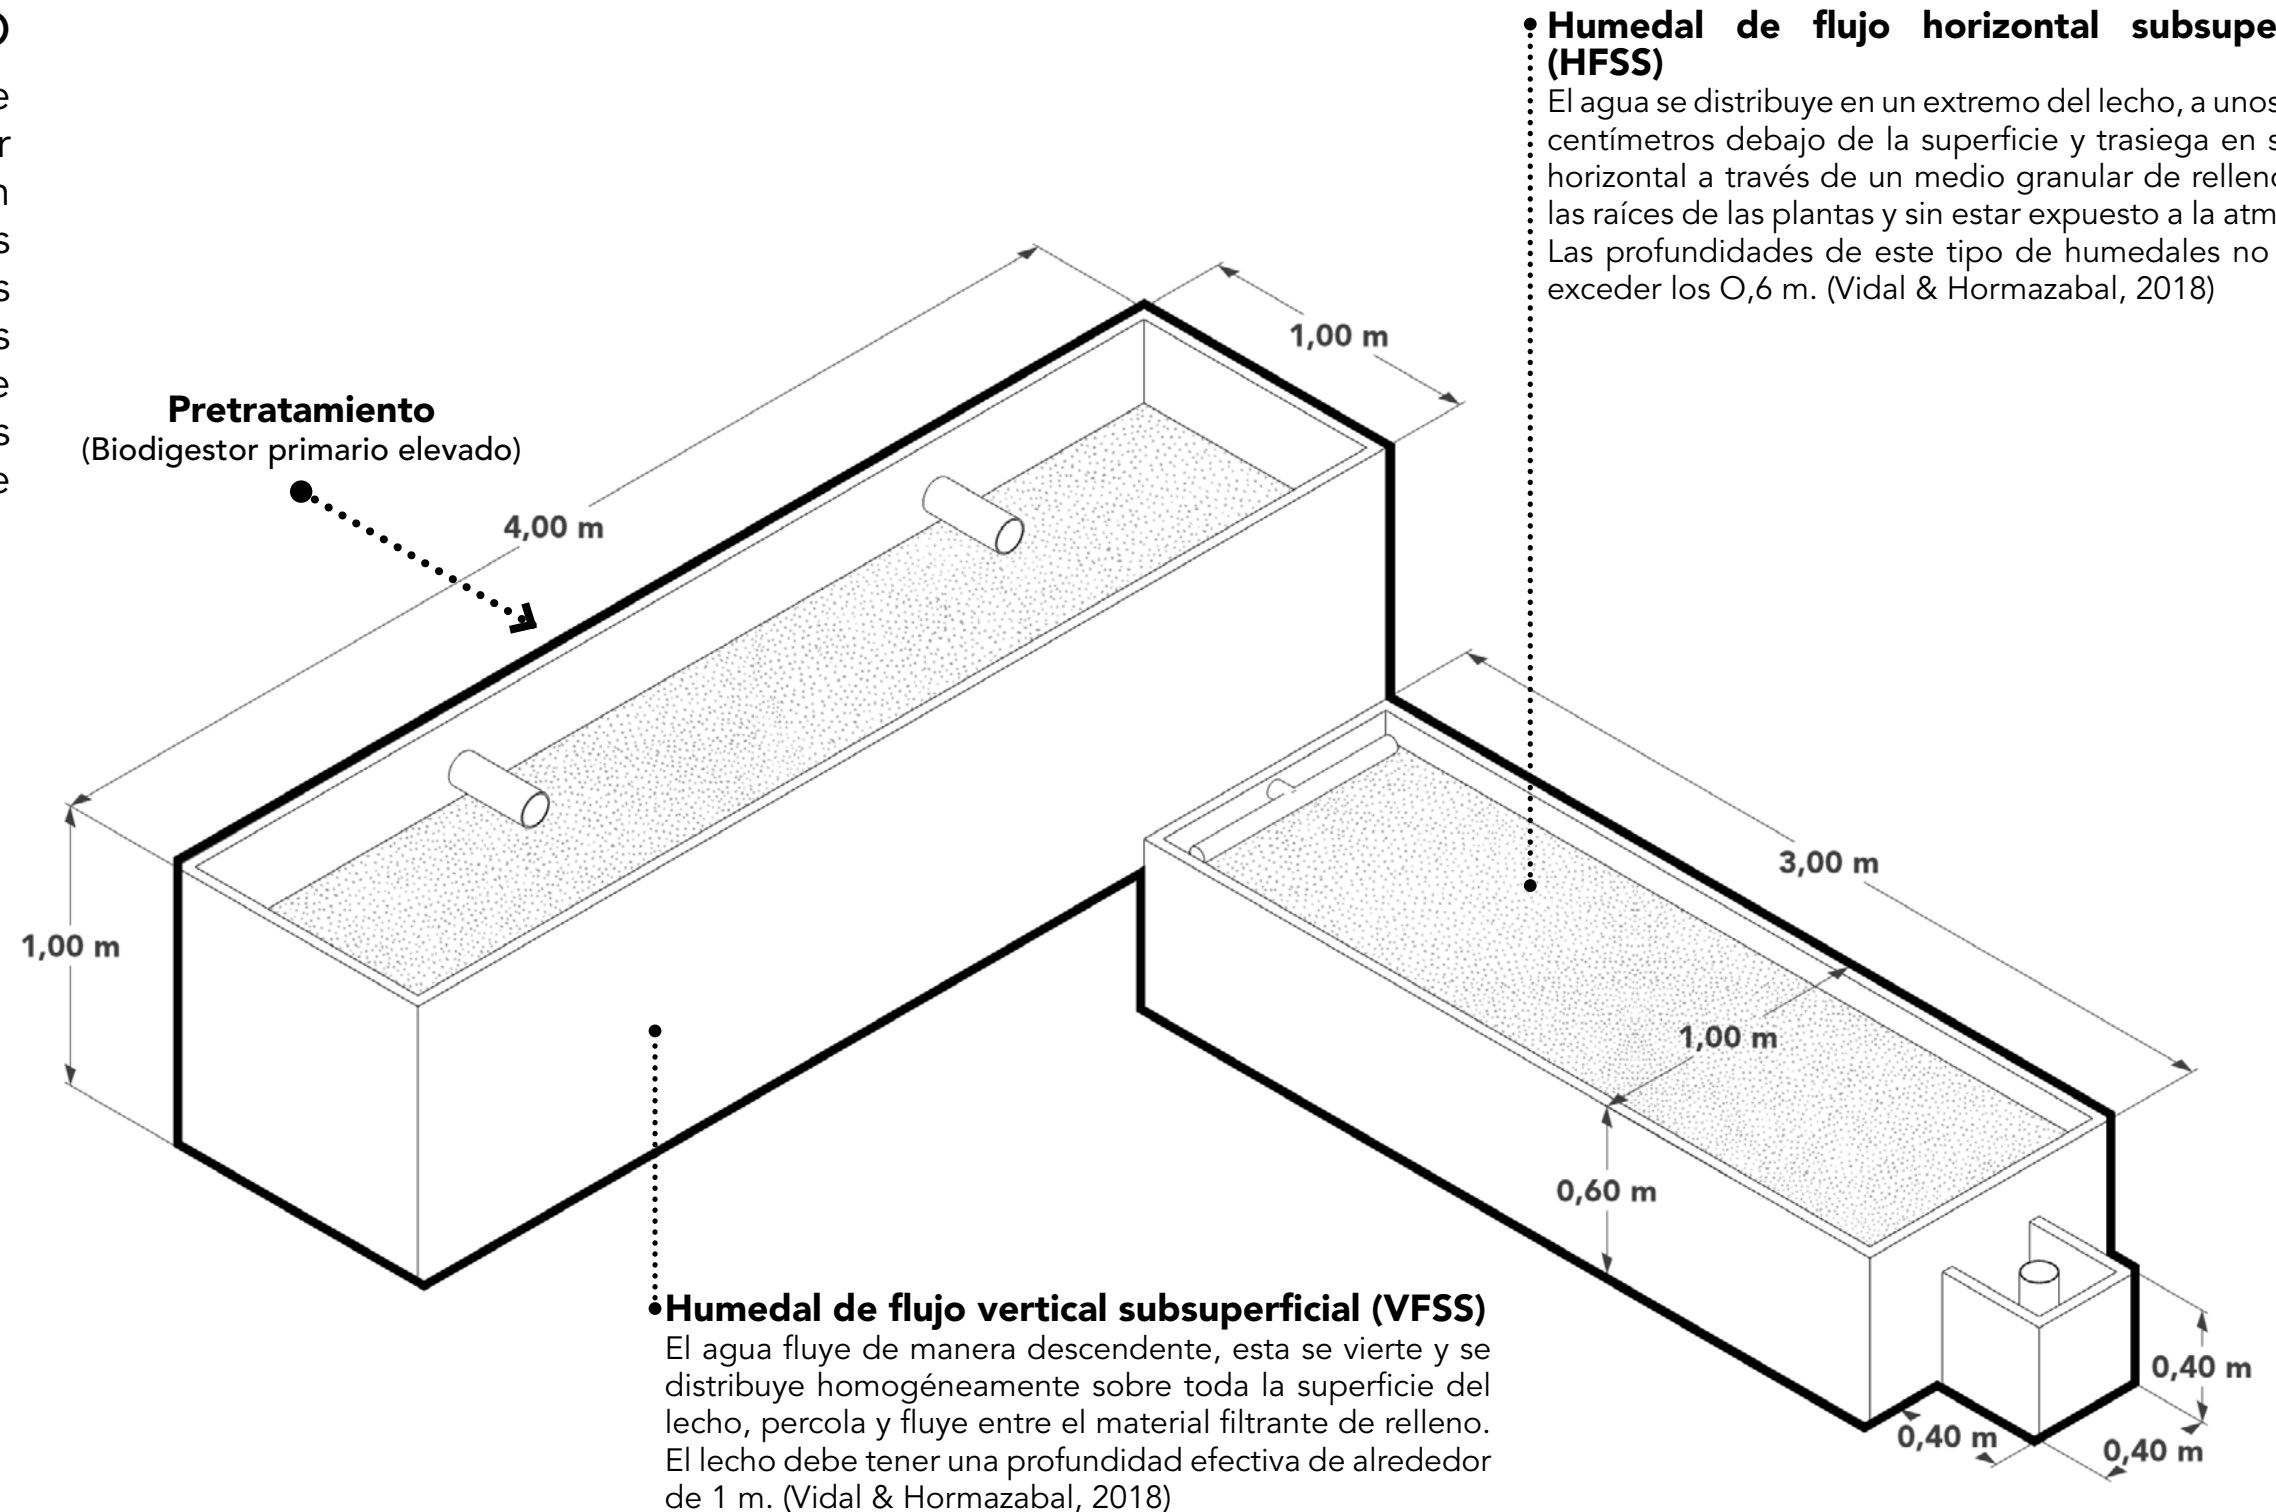 Humedal de flujo horizontal
(HFSS)
El agua se distribuye en un extremo del lecho, a unos
centímetros debajo de la superficie y trasiega en
horizontal a través de un medio granular de
las raíces de las plantas y sin estar expuesto a la
Las profundidades de este tipo de humedales no
exceder los O,6 m. (Vidal & Hormazabal, 2018)
1,00 m
Pretratamiento
(Biodigestor primario elevado)
4,00 m
3,00 m
1,00 m
1,00 m
0,60 m
Humedal de flujo vertical subsuperficial (VFSS)
El agua fluye de manera descendente, esta se vierte y se
distribuye homogéneamente sobre toda la superficie del
lecho, percola y fluye entre el material filtrante de relleno.
El lecho debe tener una profundidad efectiva de alrededor
de 1 m. (Vidal & Hormazabal, 2018)
0,40 m
0,40 m
0,40 m